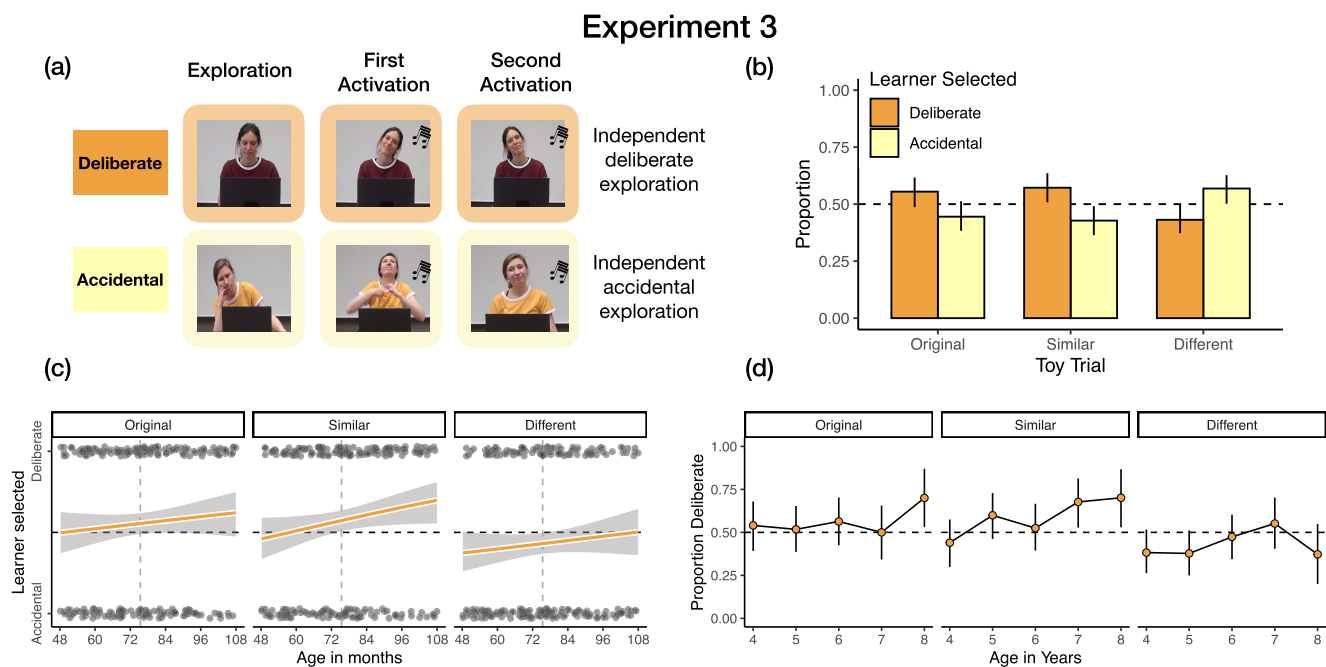 Experiment 3
(a)
Exploration
First
Activation
Second
Activation
Deliberate
Independent
deliberate
exploration
Accidental
Independent
accidental
exploration
(b)
Learner Selected
Deliberate
Accidental
Proportion
1.00
0.75
0.50
0.25
0.00
Original
Similar
Different
Toy Trial
(c)
Original
Similar
Different
Learner selected
Deliberate
Accidental
48 60 72 84 96 108
48 60 72 84 96 108
48 60 72 84 96 108
Age in months
(d)
Original
Similar
Different
Proportion Deliberate
1.00
0.75
0.50
0.25
0.00
4 5 6 7 8
4 5 6 7 8
4 5 6 7 8
Age in Years